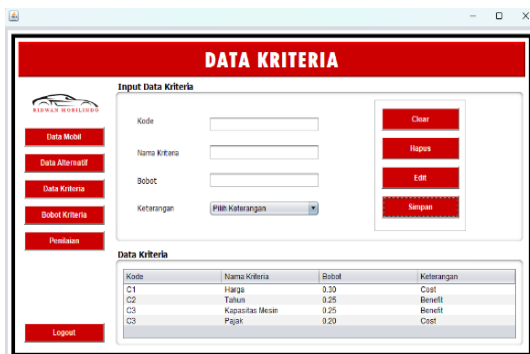 DATA KRITERIA
RIDWAN MOBILINDO
Data Mobil
Data Alternatif
Data Kriteria
Bobot Kriteria
Penilaian
Logout
Input Data Kriteria
Kode
Nama Kriteria
Bobot
Keterangan Pilih Keterangan
Clear
Hapus
Edit
Simpan
Data Kriteria
Kode Nama Kriteria Bobot Keterangan
C1 Harga 0.30 Cost
C2 Tahun 0.25 Benefit
C3 Kapasitas Mesin 0.25 Benefit
C3 Pajak 0.20 Cost